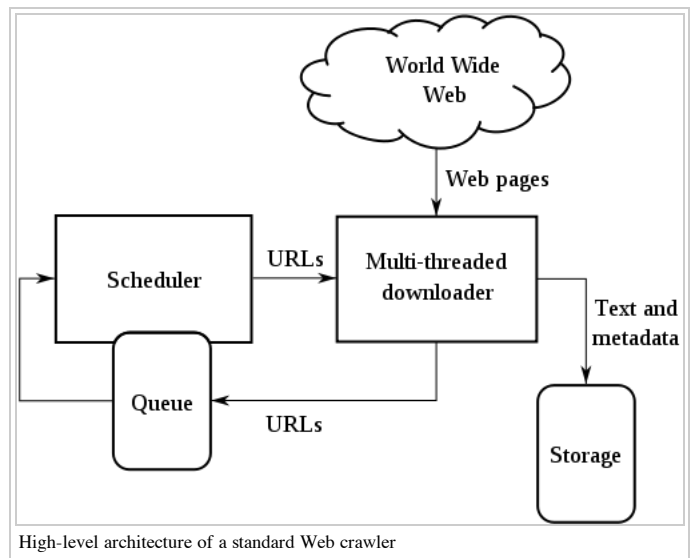 World Wide
Web
Web pages
Scheduler
URLs
Multi-threaded
downloader
Text and
metadata
Queue
URLs
Storage
High-level architecture of a standard Web crawler